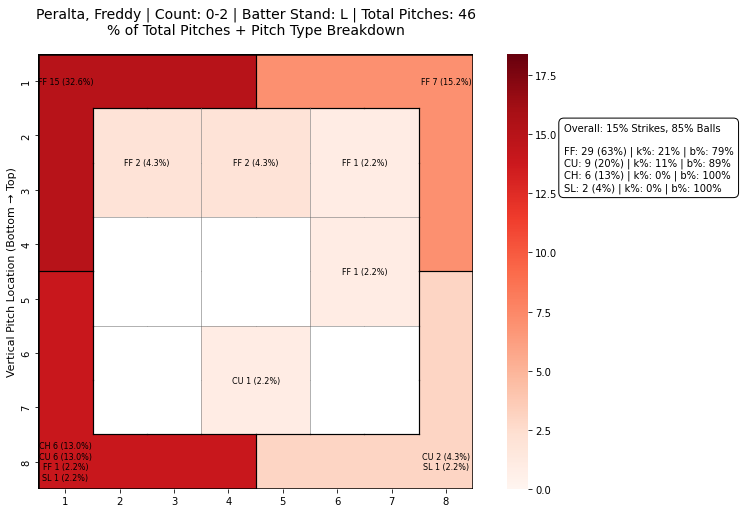 Peralta, Freddy | Count: 0-2 | Batter Stand: L | Total Pitches: 46
% of Total Pitches + Pitch Type Breakdown
Vertical Pitch Location (Bottom → Top)
1
2
3
4
5
6
7
8
FF 15 (32.6%)
FF 7 (15.2%)
FF 2 (4.3%)
FF 2 (4.3%)
FF 1 (2.2%)
FF 1 (2.2%)
CU 1 (2.2%)
CH 6 (13.0%)
CU 6 (13.0%)
FF 1 (2.2%)
SL 1 (2.2%)
CU 2 (4.3%)
SL 1 (2.2%)
1
2
3
4
5
6
7
8
17.5
15.0
12.5
10.0
7.5
5.0
2.5
0.0
Overall: 15% Strikes, 85% Balls
FF: 29 (63%) | k%: 21% | b%: 79%
CU: 9 (20%) | k%: 11% | b%: 89%
CH: 6 (13%) | k%: 0% | b%: 100%
SL: 2 (4%) | k%: 0% | b%: 100%